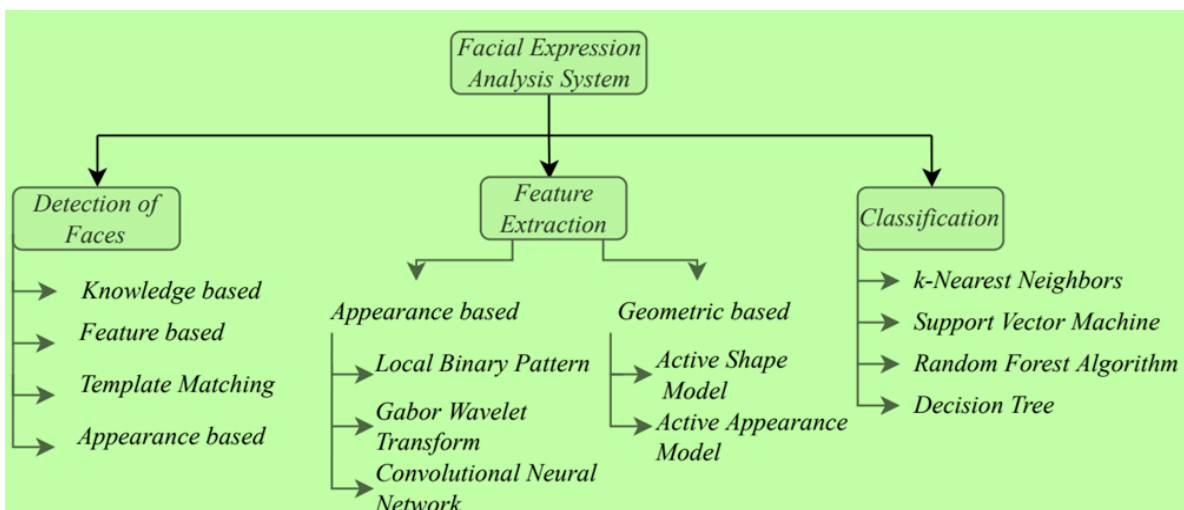 Facial Expression
Analysis System
Detection of
Faces
Knowledge based
Feature based
Template Matching
Appearance based
Feature
Extraction
Appearance based
Local Binary Pattern
Gabor Wavelet
Transform
Convolutional Neural
Network
Geometric based
Active Shape
Model
Active Appearance
Model
Classification
k-Nearest Neighbors
Support Vector Machine
Random Forest Algorithm
Decision Tree